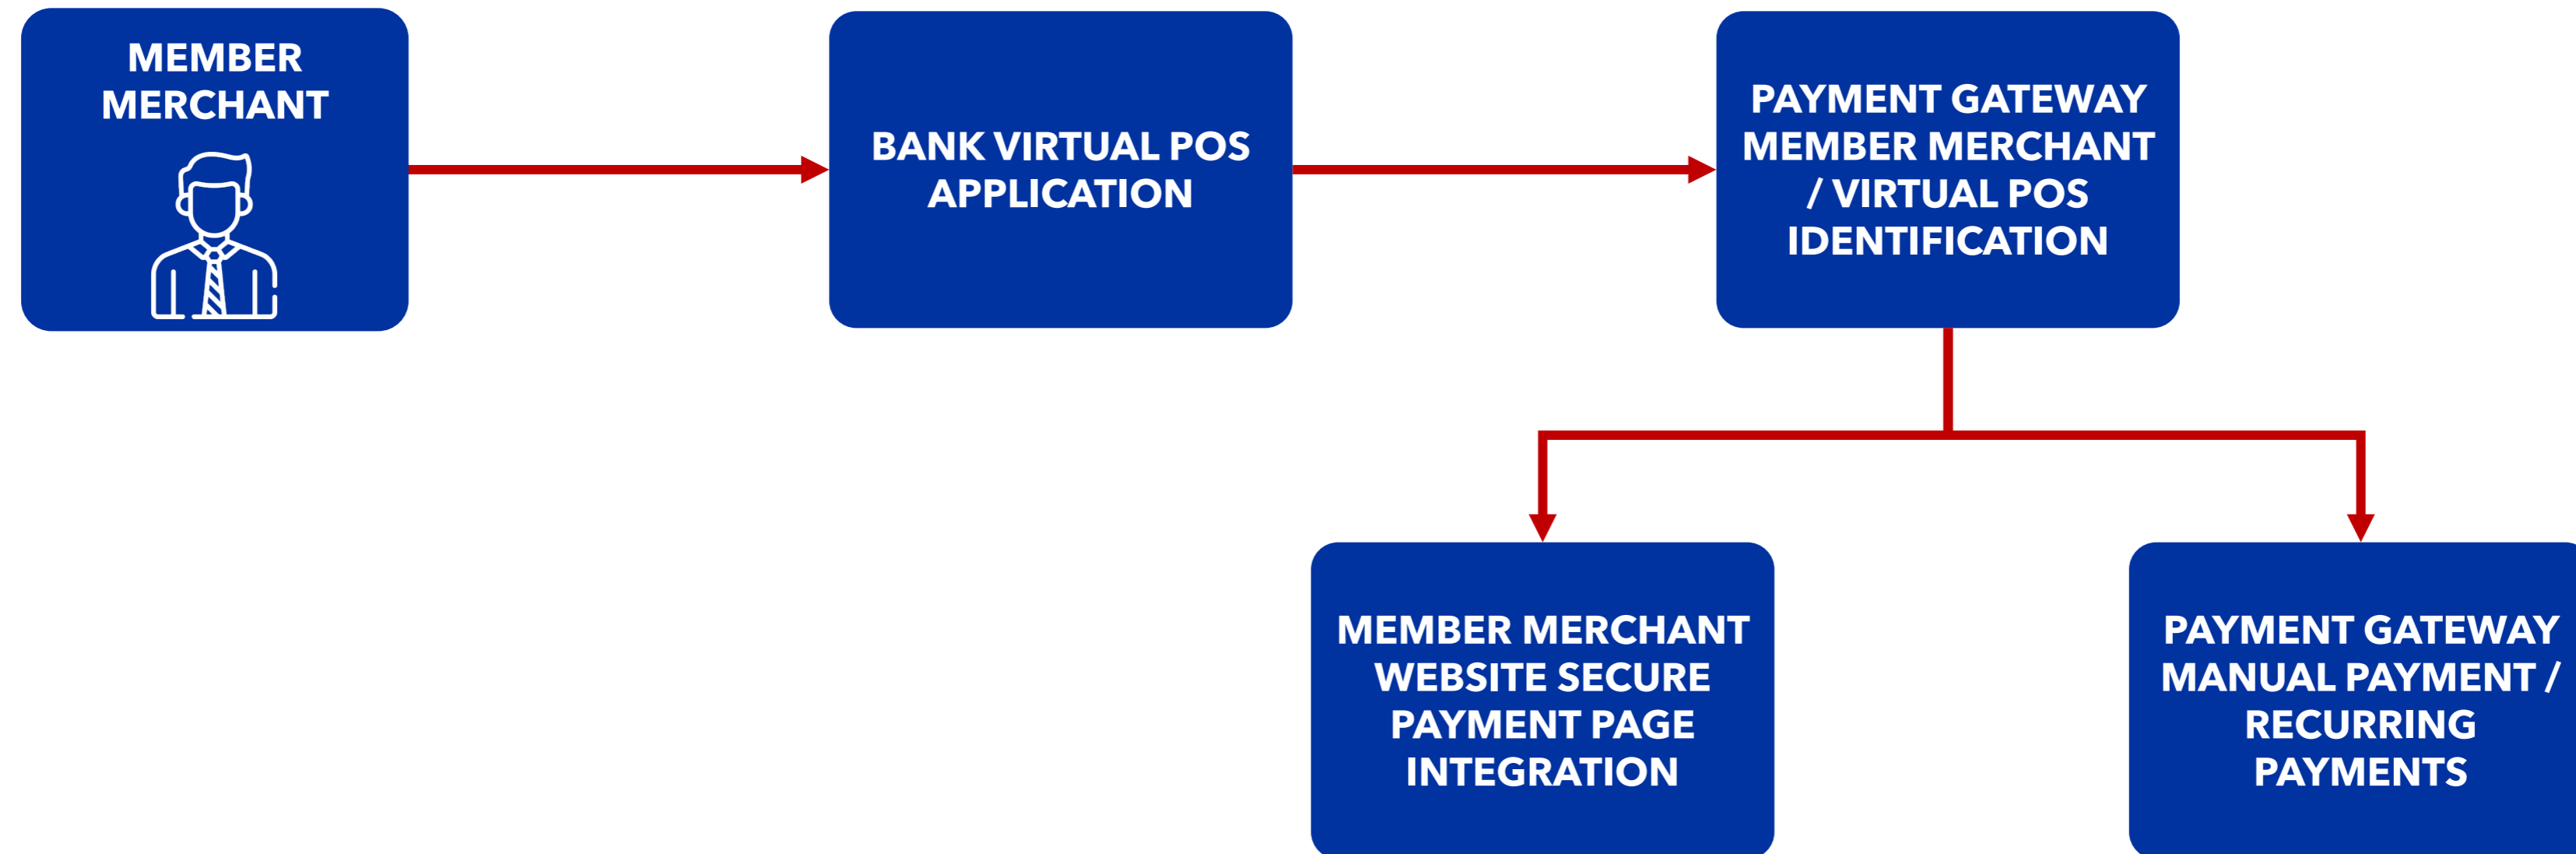 MEMBER
MERCHANT
BANK VIRTUAL POS
APPLICATION
PAYMENT GATEWAY
MEMBER MERCHANT
/ VIRTUAL POS
IDENTIFICATION
MEMBER MERCHANT
WEBSITE SECURE
PAYMENT PAGE
INTEGRATION
PAYMENT GATEWAY
MANUAL PAYMENT /
RECURRING
PAYMENTS